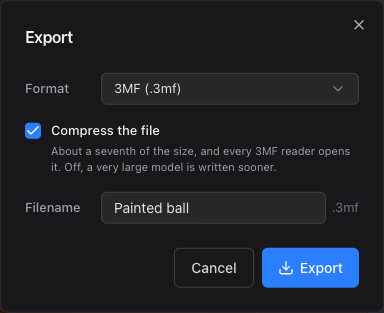 Export
Format
3MF (.3mf)
Compress the file
About a seventh of the size, and every 3MF reader opens
it. Off, a very large model is written sooner.
Filename
Painted ball
.3mf
Cancel
Export